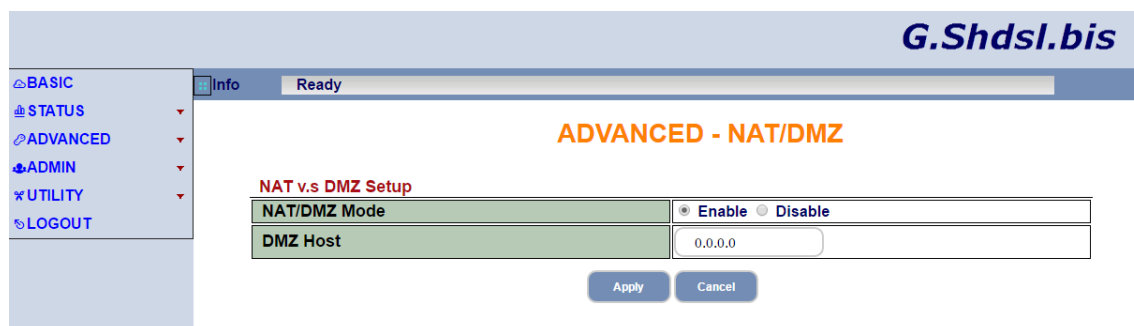 G.Shdsl.bis
BASIC
STATUS
ADVANCED
ADMIN
UTILITY
LOGOUT
Info Ready
ADVANCED - NAT/DMZ
NAT v.s DMZ Setup
NAT/DMZ Mode Enable Disable
DMZ Host 0.0.0.0
Apply Cancel